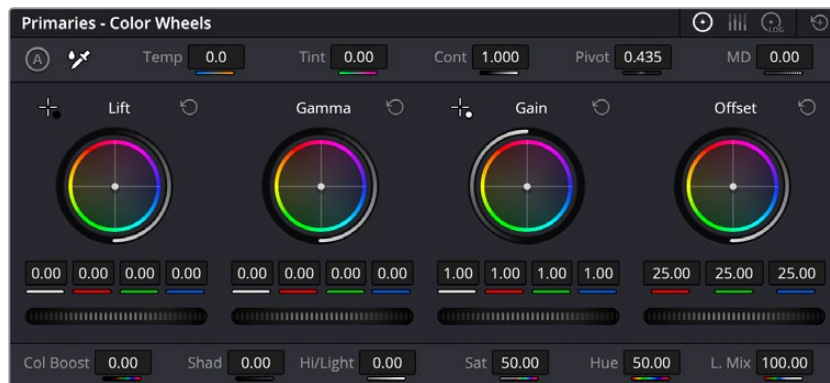 Primaries - Color Wheels LOG
A Temp 0.0 Tint 0.00 Cont 1.000 Pivot 0.435 MD 0.00
Lift Gamma Gain Offset
0.00 0.00 0.00 0.00 0.00 0.00 0.00 0.00 1.00 1.00 1.00 1.00 25.00 25.00 25.00
Col Boost 0.00 Shad 0.00 Hi/Light 0.00 Sat 50.00 Hue 50.00 L. Mix 100.00